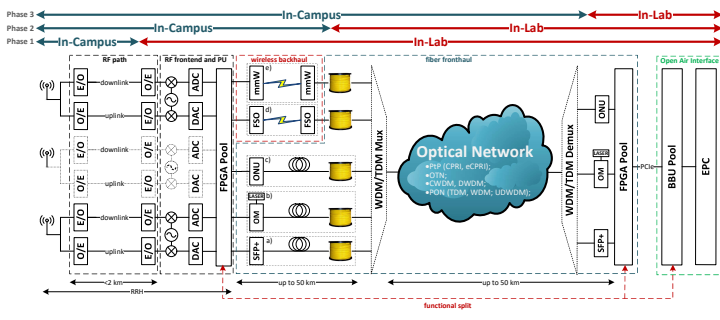 Phase 3
In-Campus
In-Lab
Phase 2
In-Campus
In-Lab
Phase 1
In-Campus
In-Lab
RF path
RF frontend and PU
wireless backhaul
fiber fronthaul
Open Air Interface
E/O
downlink
O/E
ADC
O/E
uplink
E/O
DAC
downlink
uplink
ADC
DAC
E/O
downlink
O/E
ADC
O/E
uplink
E/O
DAC
FPGA Pool
e)
mmW
mmW
d)
FSO
FSO
c)
ONU
b)
LASER
OM
a)
SFP+
WDM/TDM Mux
Optical Network
▪PtP (CPRI, eCPRI);
▪OTN;
▪CWDM, DWDM;
▪PON (TDM, WDM; UDWDM);
WDM/TDM Demux
ONU
LASER
OM
SFP+
FPGA Pool
PCIe
BBU Pool
EPC
<2 km
up to 50 km
up to 50 km
RRH
functional split